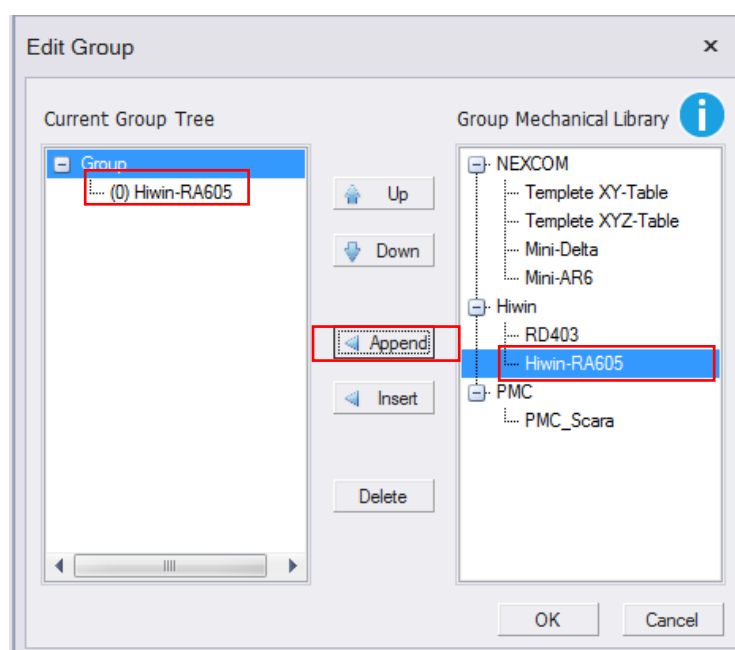 Edit Group
x
Current Group Tree
Group Mechanical Library
i
Group
(0) Hiwin-RA605
Up
Down
Append
Insert
Delete
NEXCOM
Templete XY-Table
Templete XYZ-Table
Mini-Delta
Mini-AR6
Hiwin
RD403
Hiwin-RA605
PMC
PMC_Scara
OK
Cancel